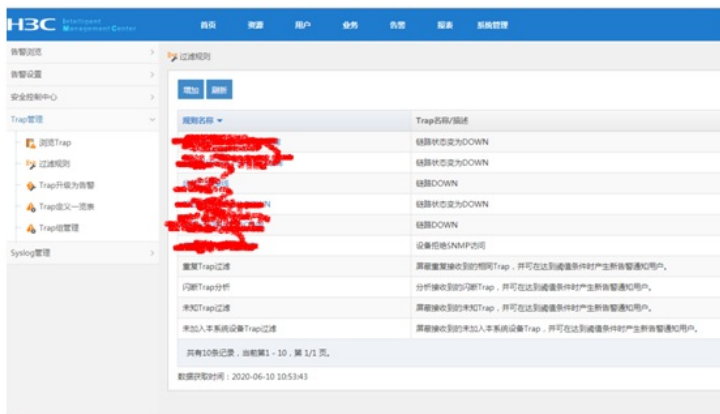 H3C Intelligent Management Center
首页 资源 用户 业务 告警 报表 系统管理
告警浏览
告警设置
安全控制中心
Trap管理
浏览Trap
过滤规则
Trap升级为告警
Trap定义一览表
Trap组管理
Syslog管理
过滤规则
增加 刷新
规则名称 Trap名称/描述
链路状态变为DOWN
链路状态变为DOWN
链路DOWN
链路状态变为DOWN
链路DOWN
设备拒绝SNMP访问
重复Trap过滤 屏蔽重复接收到的相同Trap，并可在达到阈值条件时产生新告警通知用户。
闪断Trap分析 分析接收到的闪断Trap，并可在达到阈值条件时产生新告警通知用户。
未知Trap过滤 屏蔽接收到的未知Trap，并可在达到阈值条件时产生新告警通知用户。
未加入本系统设备Trap过滤 屏蔽接收到的未加入本系统设备Trap，并可在达到阈值条件时产生新告警通知用户。
共有10条记录，当前第1 - 10，第 1/1 页。
数据获取时间：2020-06-10 10:53:43